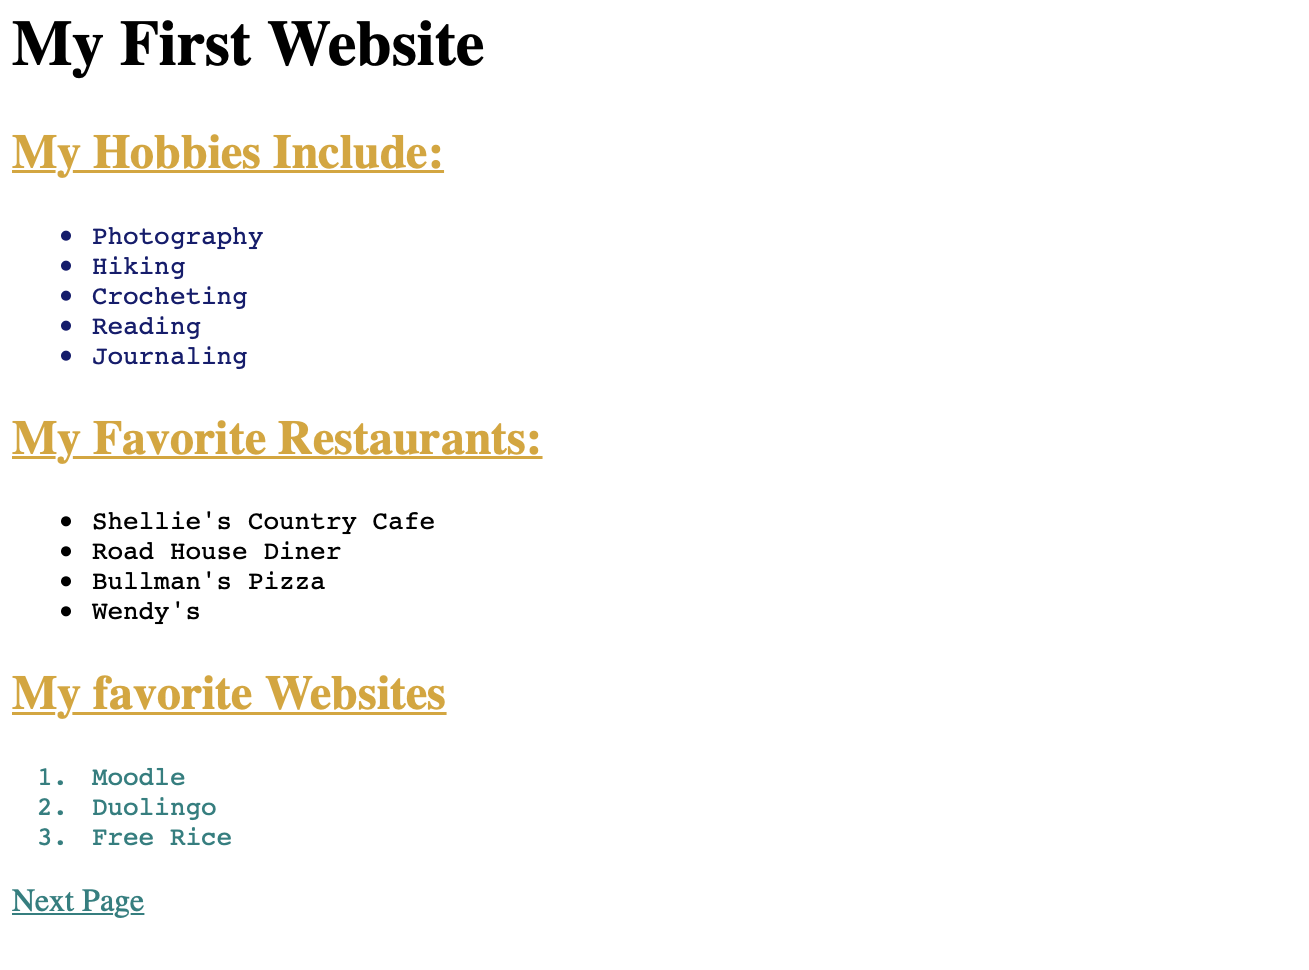 My First Website
My Hobbies Include:
• Photography
• Hiking
• Crocheting
• Reading
• Journaling
My Favorite Restaurants:
• Shellie's Country Cafe
• Road House Diner
• Bullman's Pizza
• Wendy's
My favorite Websites
1. Moodle
2. Duolingo
3. Free Rice
Next Page